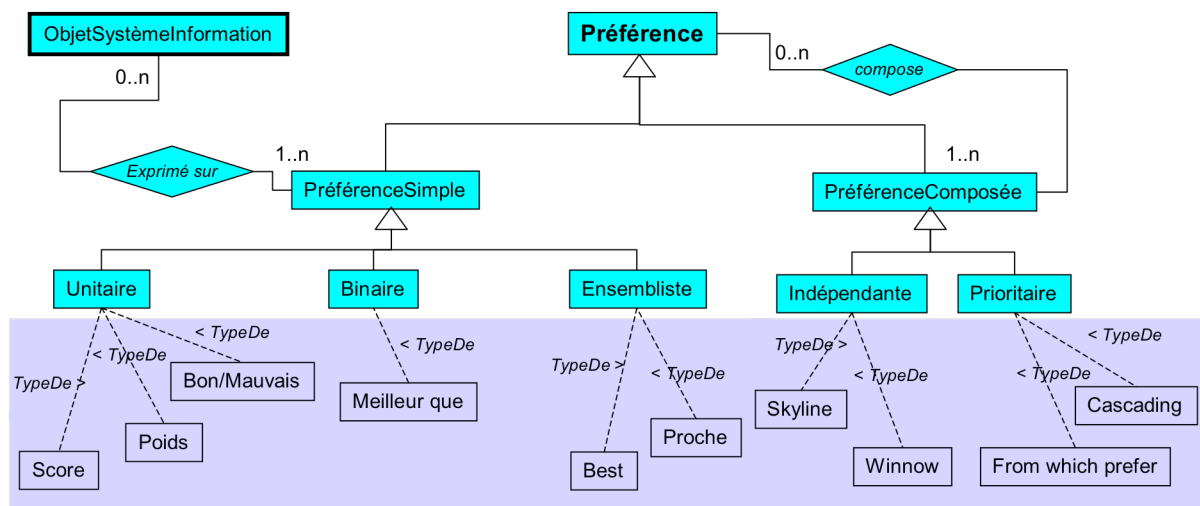 ObjetSystèmeInformation
Préférence
0..n
0..n
compose
Exprimé sur
1..n
1..n
PréférenceSimple
PréférenceComposée
Unitaire
Binaire
Ensembliste
Indépendante
Prioritaire
< TypeDe
< TypeDe
TypeDe >
< TypeDe
TypeDe >
< TypeDe
TypeDe >
< TypeDe
< TypeDe
< TypeDe
Bon/Mauvais
Meilleur que
Skyline
Cascading
Poids
Proche
Score
Best
Winnow
From which prefer